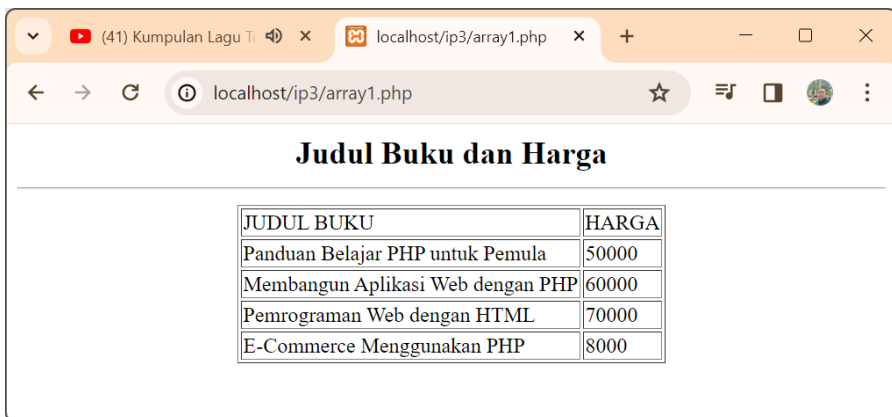 (41) Kumpulan Lagu
localhost/ip3/array1.php
localhost/ip3/array1.php
Judul Buku dan Harga
JUDUL BUKU HARGA
Panduan Belajar PHP untuk Pemula 50000
Membangun Aplikasi Web dengan PHP 60000
Pemrograman Web dengan HTML 70000
E-Commerce Menggunakan PHP 8000